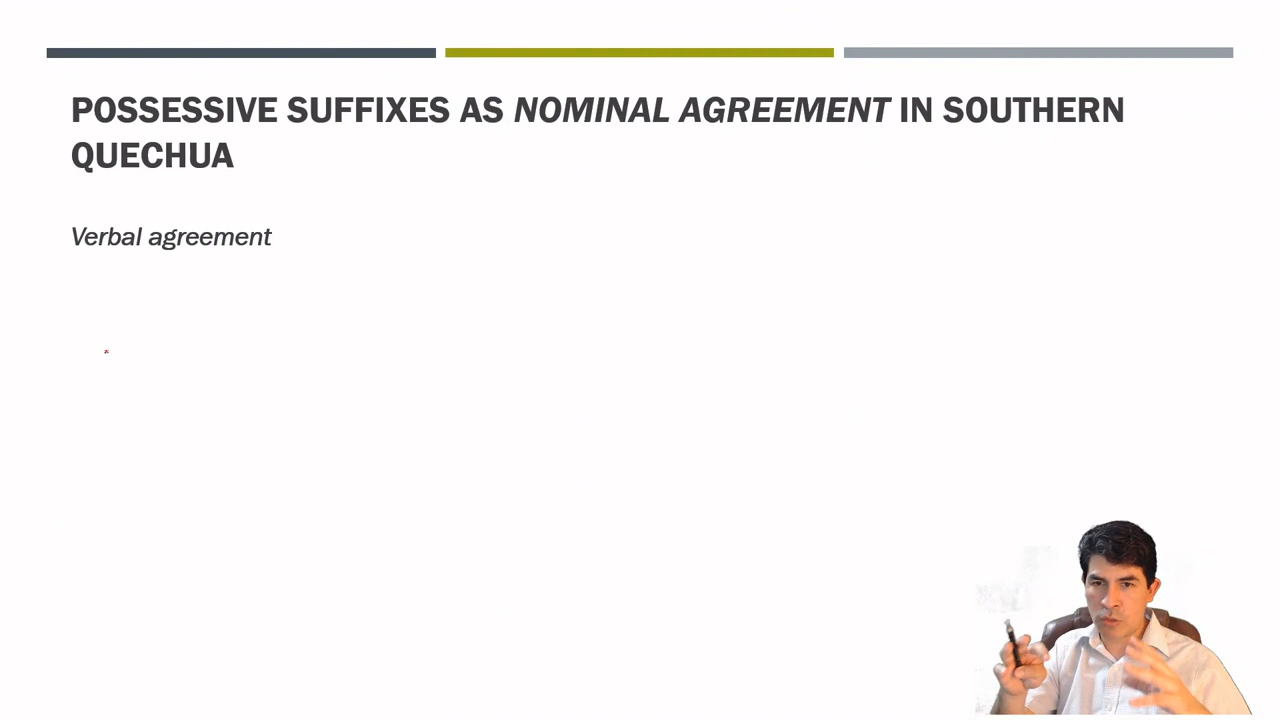 POSSESSIVE SUFFIXES AS NOMINAL AGREEMENT IN SOUTHERN
QUECHUA
Verbal agreement